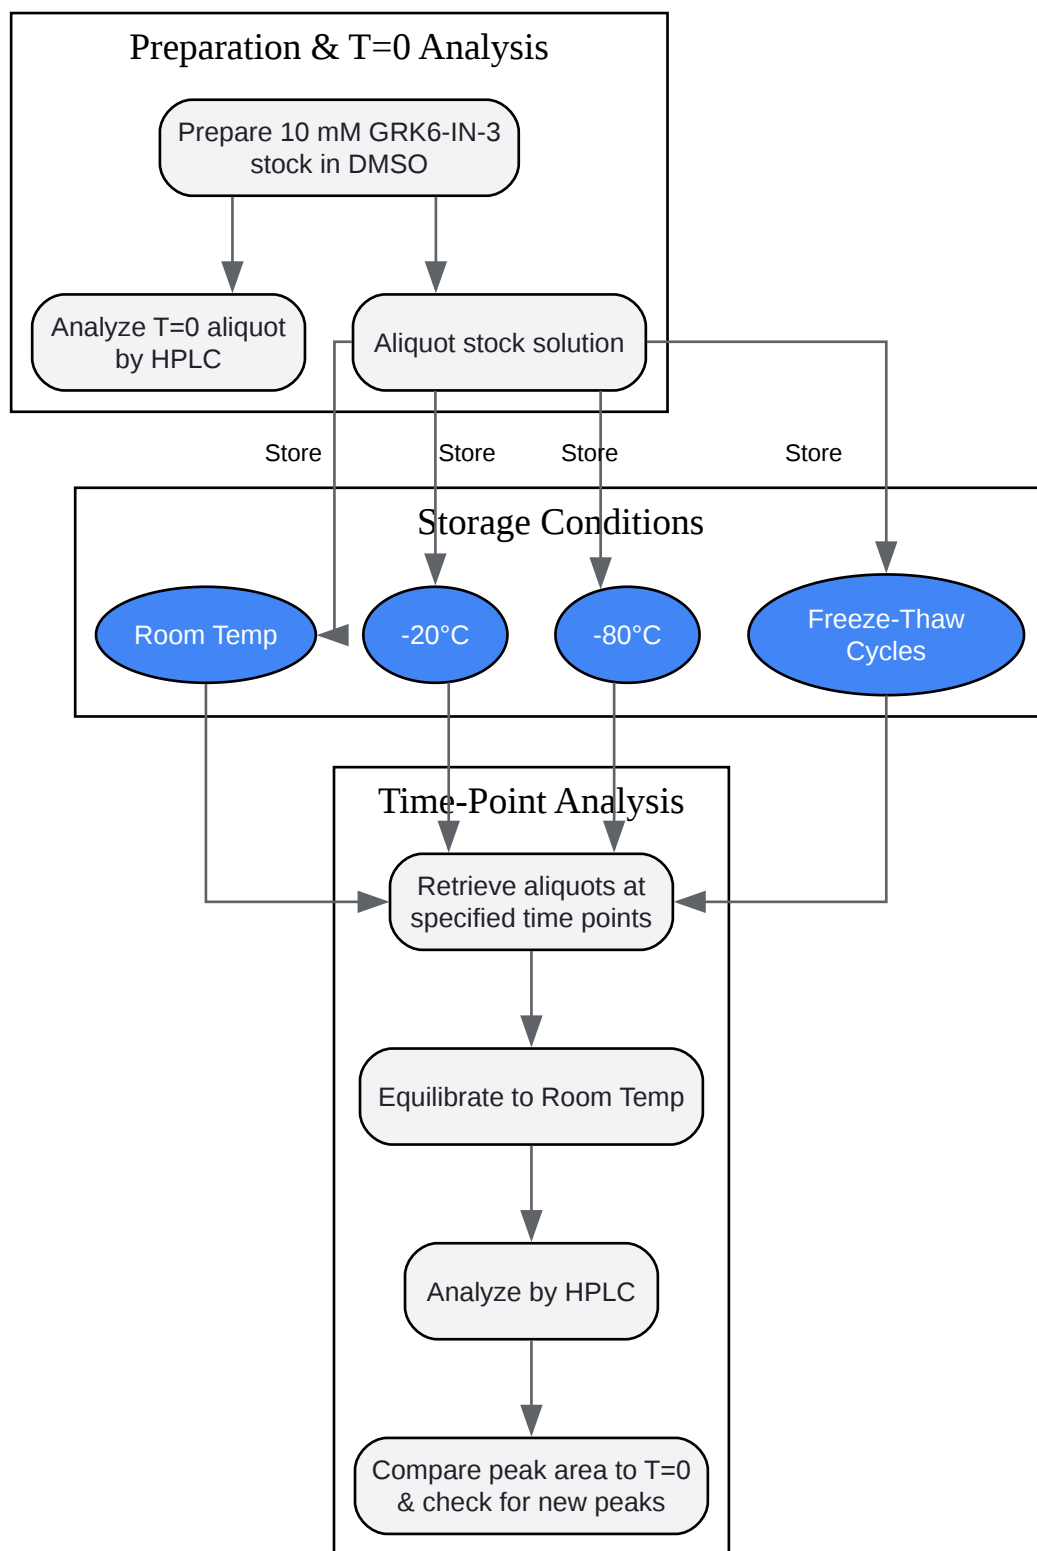 Preparation & T=0 Analysis
Prepare 10 mM GRK6-IN-3
stock in DMSO
Analyze T=0 aliquot
by HPLC
Aliquot stock solution
Store
Store
Store
Store
Storage Conditions
Room Temp
-20°C
-80°C
Freeze-Thaw
Cycles
Time-Point Analysis
Retrieve aliquots at
specified time points
Equilibrate to Room Temp
Analyze by HPLC
Compare peak area to T=0
& check for new peaks